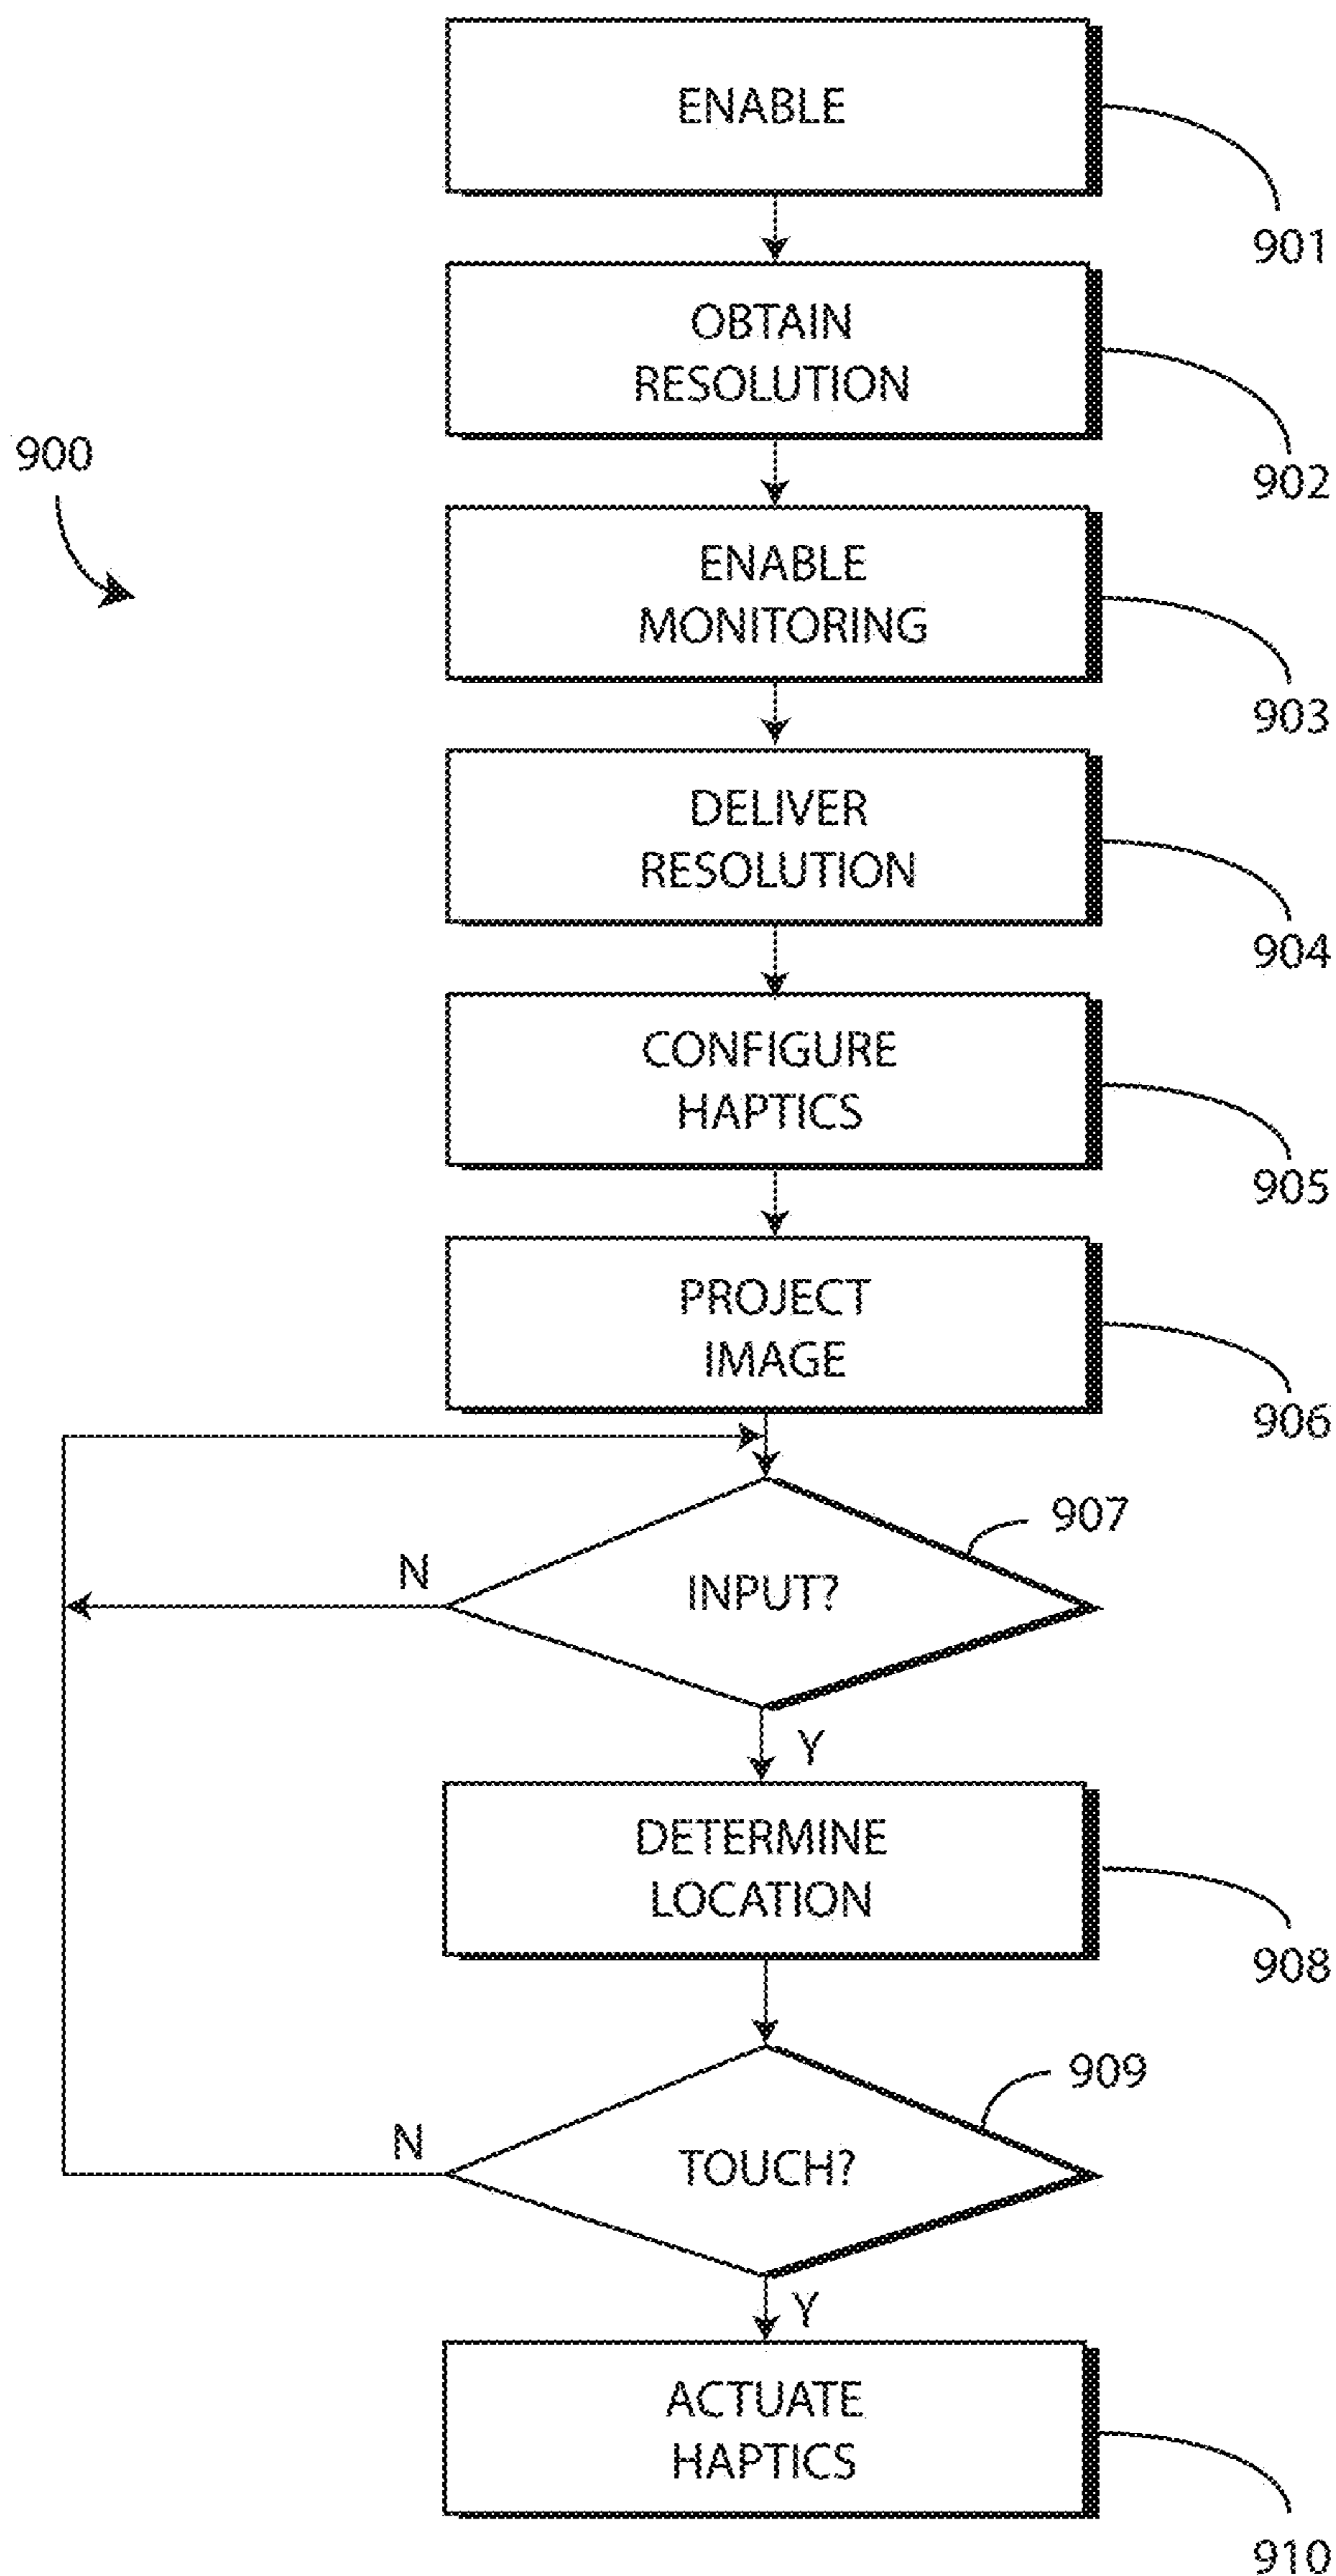 ENABLE
901
OBTAIN
RESOLUTION
902
900
ENABLE
MONITORING
903
DELIVER
RESOLUTION
904
CONFIGURE
HAPTICS
905
PROJECT
IMAGE
906
907
N
INPUT?
Y
DETERMINE
LOCATION
908
909
N
TOUCH?
Y
ACTUATE
HAPTICS
910